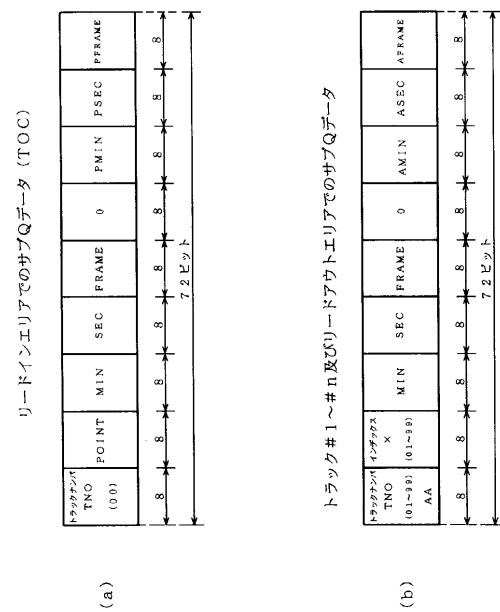 (a)
リードインエリアでのサブQデータ (TOC)
トラックナンバ
TNO
(00)
POINT
MIN
SEC
FRAME
0
PMIN
PSEC
PFRAME
8
8
8
8
8
8
8
8
8
72ビット
(b)
トラック#1～#n及びリードアウトエリアでのサブQデータ
トラックナンバ
TNO
(01~99)
AA
インデックス
×
(01~99)
MIN
SEC
FRAME
0
AMIN
ASEC
AFRAME
8
8
8
8
8
8
8
8
8
72ビット